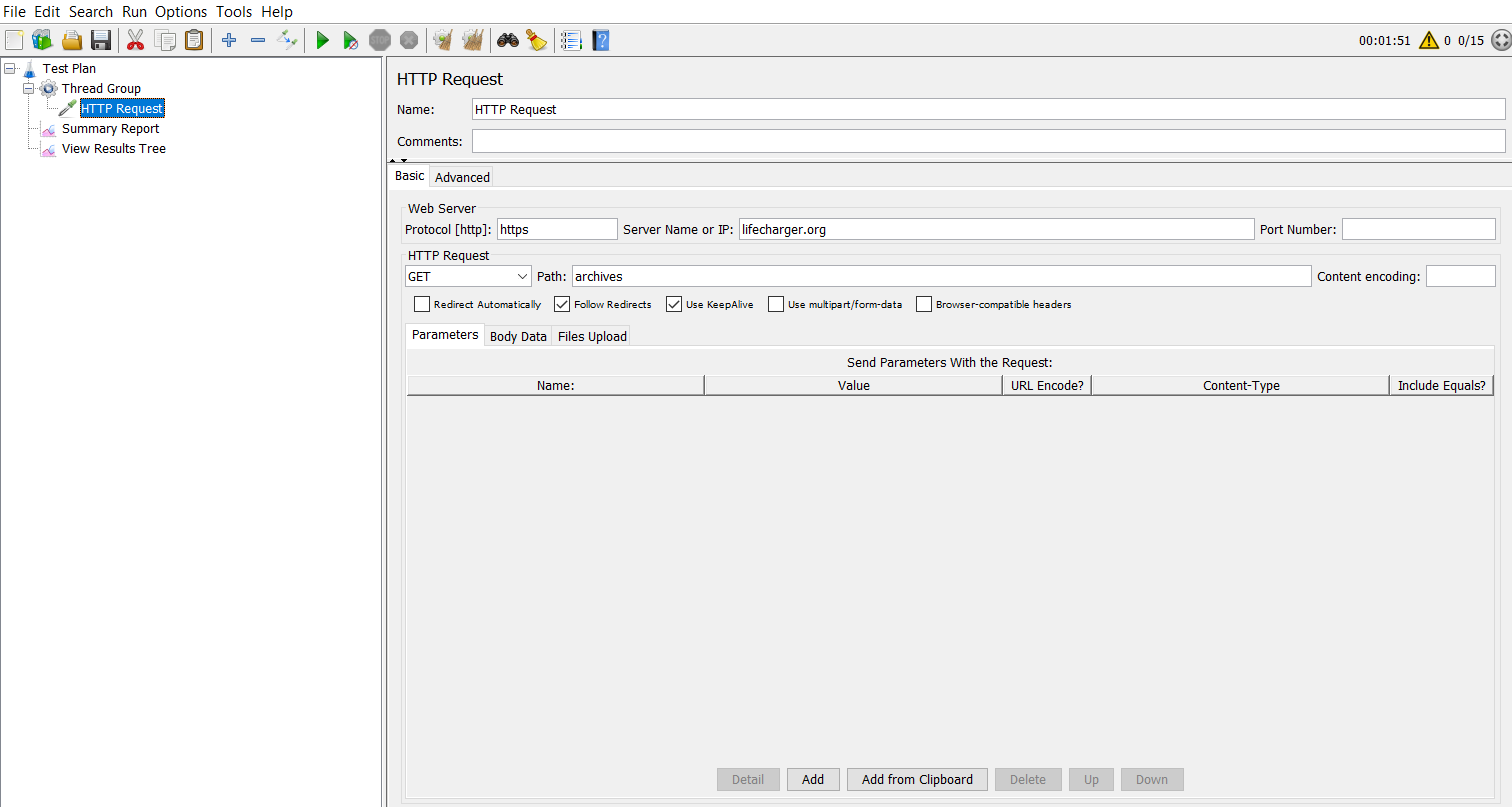 File Edit Search Run Options Tools Help
STOP 00:01:51 0 0/15
Test Plan
Thread Group
HTTP Request
Summary Report
View Results Tree
HTTP Request
Name: HTTP Request
Comments:
Basic Advanced
Web Server
Protocol [http]: https Server Name or IP: lifecharger.org Port Number:
HTTP Request
GET Path: archives Content encoding:
Redirect Automatically Follow Redirects Use KeepAlive Use multipart/form-data Browser-compatible headers
Parameters Body Data Files Upload
Send Parameters With the Request:
Name: Value URL Encode? Content-Type Include Equals?
Detail Add Add from Clipboard Delete Up Down